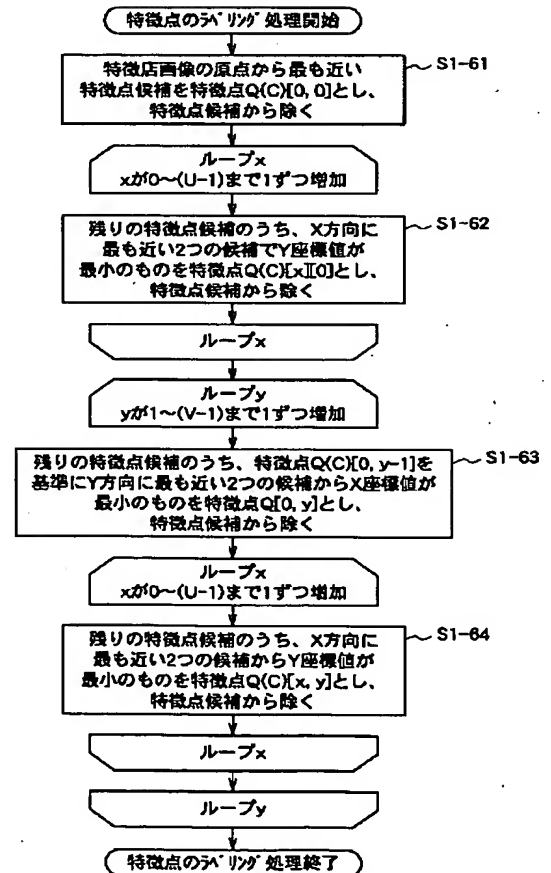 特徴点のﾗﾍﾞﾘﾝｸﾞ処理開始
S1-61
特徴店画像の原点から最も近い
特徴点候補を特徴点Q(C)[0, 0]とし、
特徴点候補から除く
ループx
xが0～(U-1)まで1ずつ増加
S1-62
残りの特徴点候補のうち、X方向に
最も近い2つの候補でY座標値が
最小のものを特徴点Q(C)[x][0]とし、
特徴点候補から除く
ループx
ループy
yが1～(V-1)まで1ずつ増加
S1-63
残りの特徴点候補のうち、特徴点Q(C)[0, y-1]を
基準にY方向に最も近い2つの候補からX座標値が
最小のものを特徴点Q[0, y]とし、
特徴点候補から除く
ループx
xが0～(U-1)まで1ずつ増加
S1-64
残りの特徴点候補のうち、X方向に
最も近い2つの候補からY座標値が
最小のものを特徴点Q(C)[x, y]とし、
特徴点候補から除く
ループx
ループy
特徴点のﾗﾍﾞﾘﾝｸﾞ処理終了